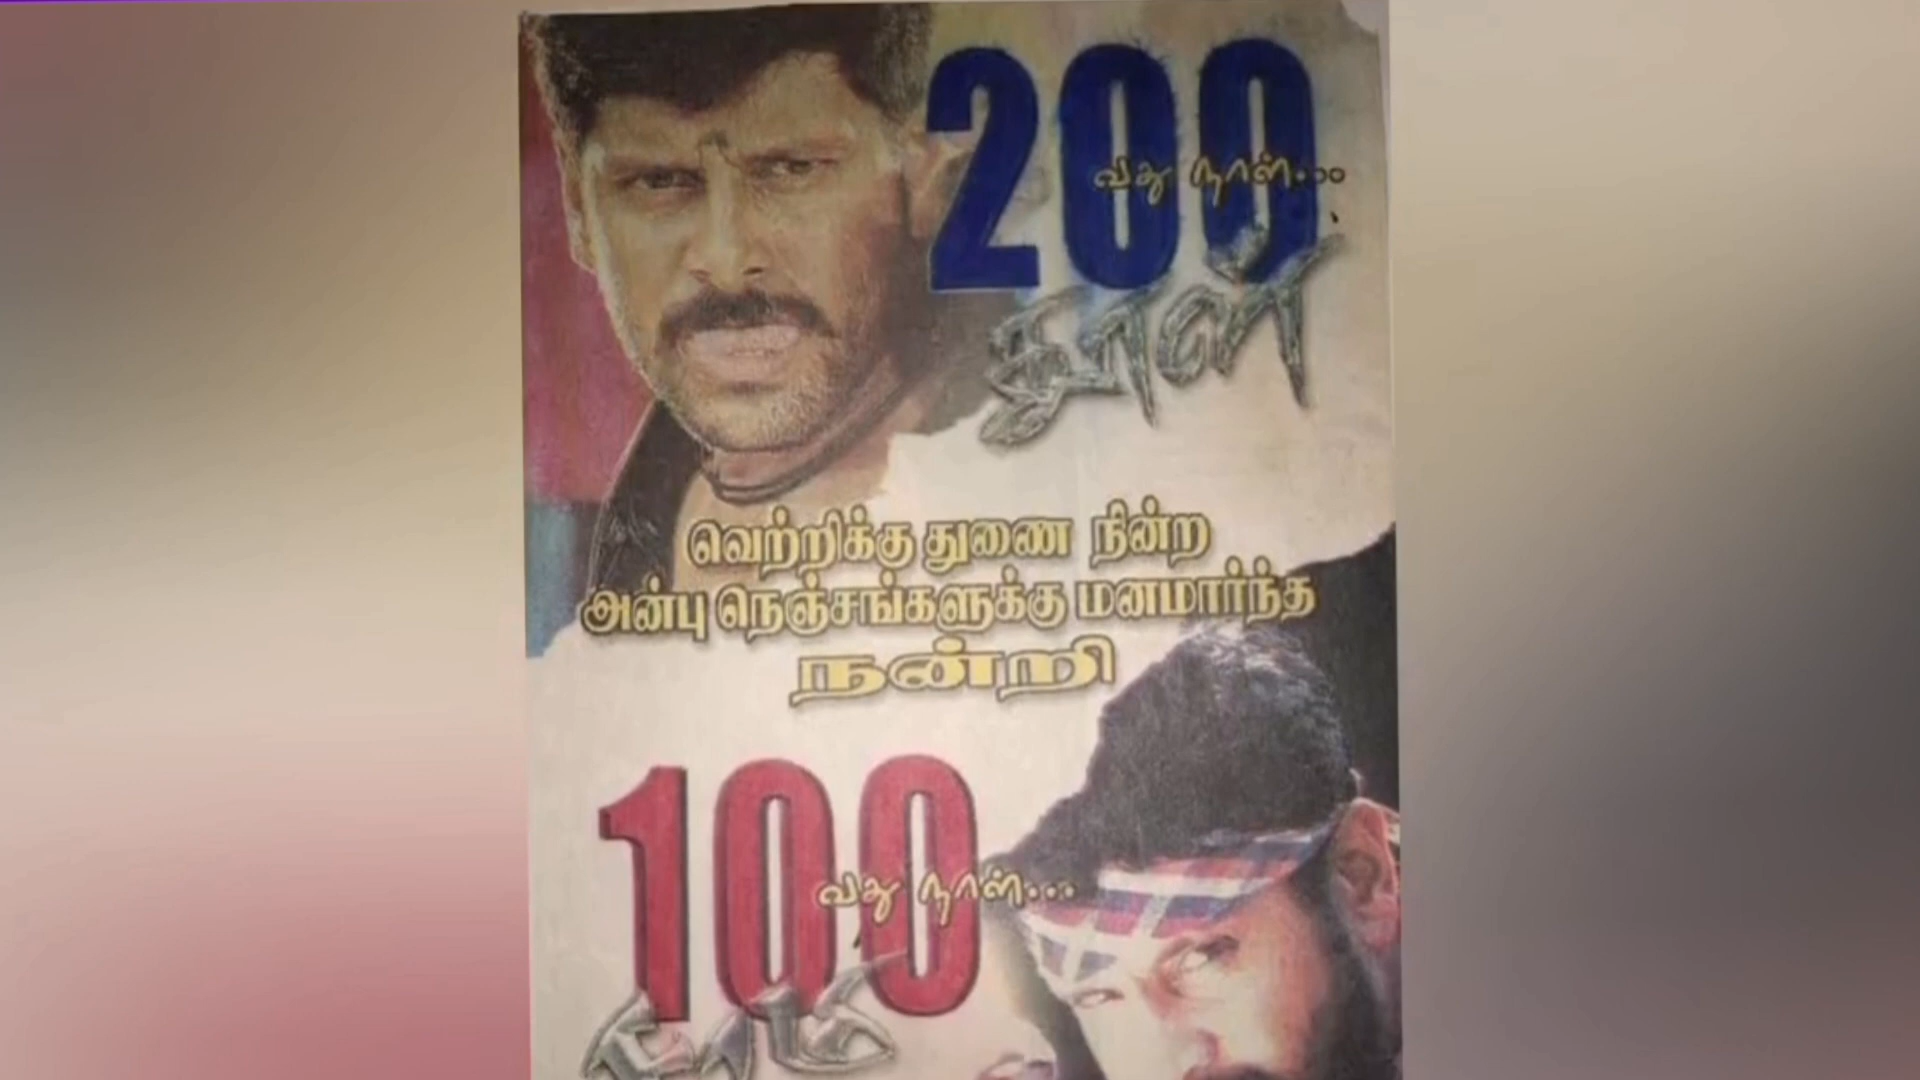 200
வது நாள்...
தூள்
வெற்றிக்கு துணை நின்ற
அன்பு நெஞ்சங்களுக்கு மனமார்ந்த
நன்றி
100
வது நாள்...
சாமி